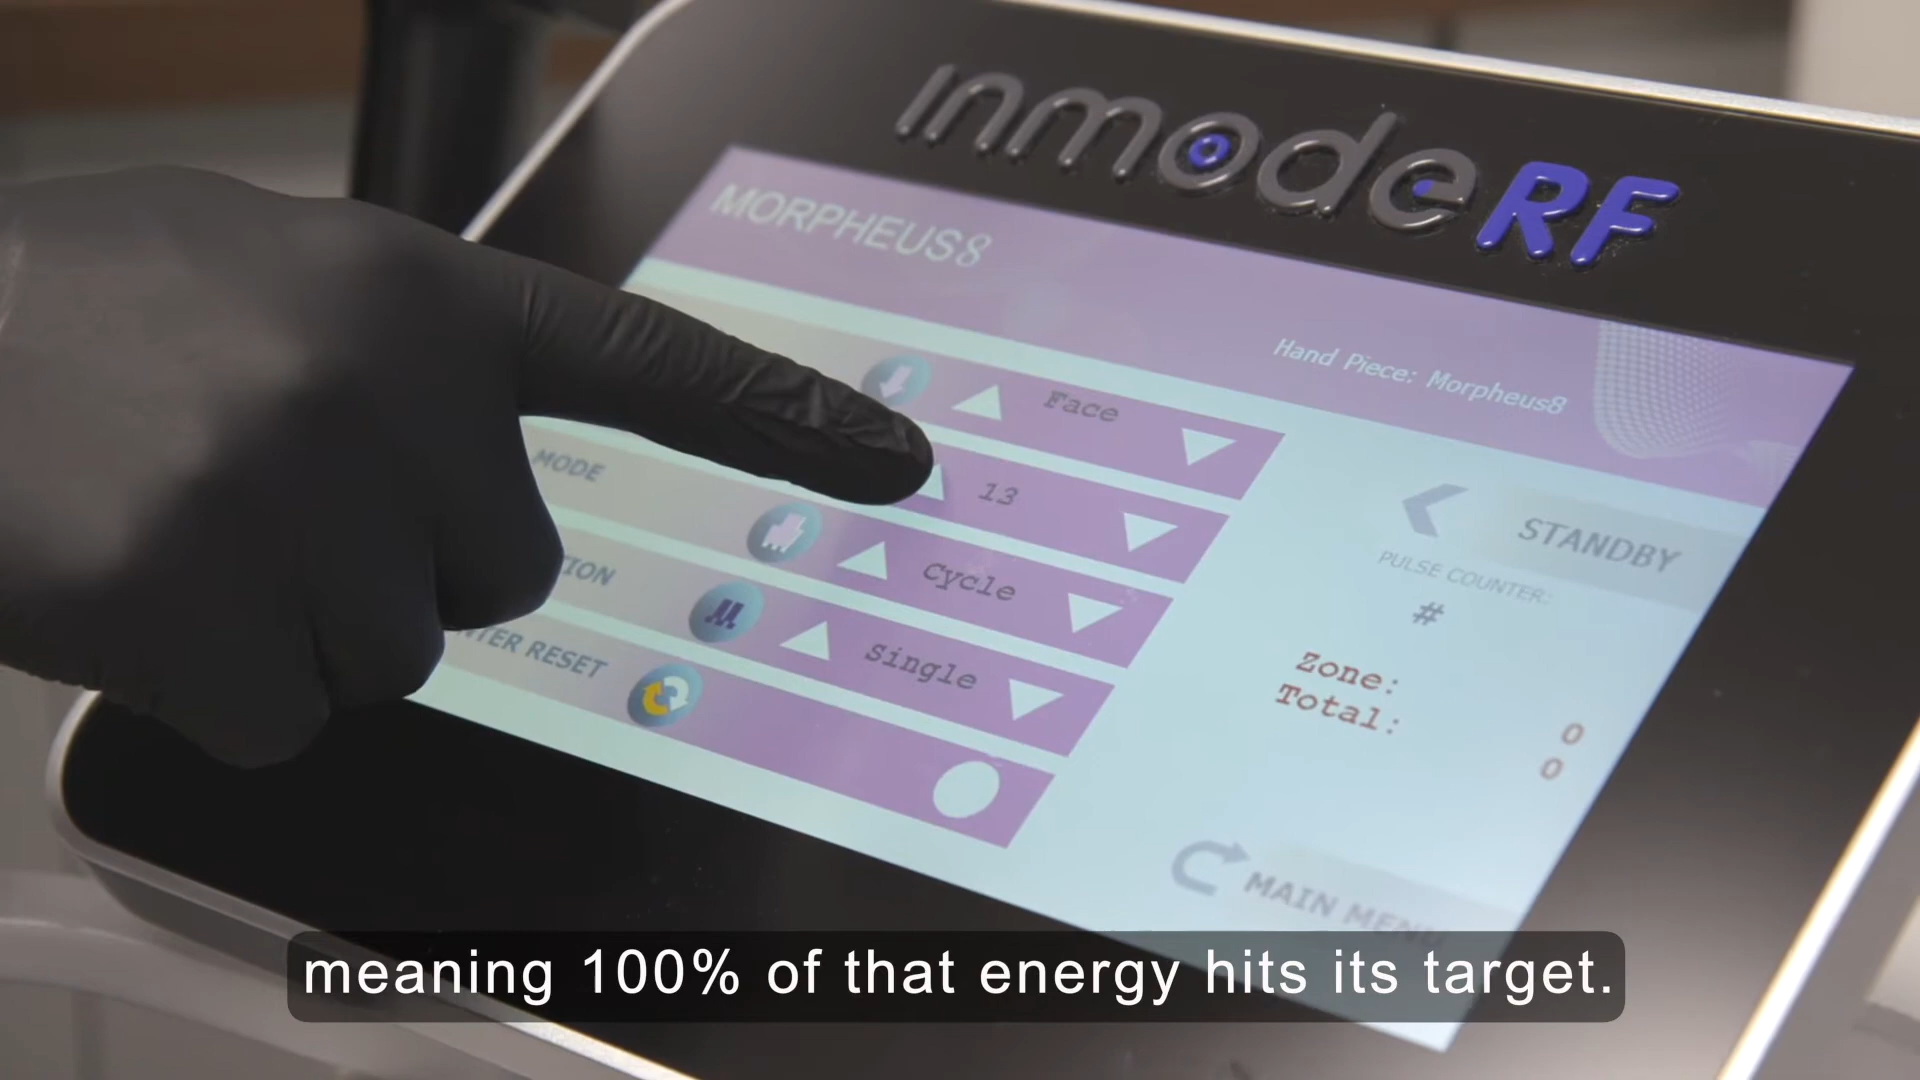 inmodeRF
MORPHEUS8
Hand Piece: Morpheus8
Face
13
MODE
Cycle
TION
Single
TER RESET
STANDBY
PULSE COUNTER:
#
Zone:
0
Total:
0
MAIN MENU
meaning 100% of that energy hits its target.